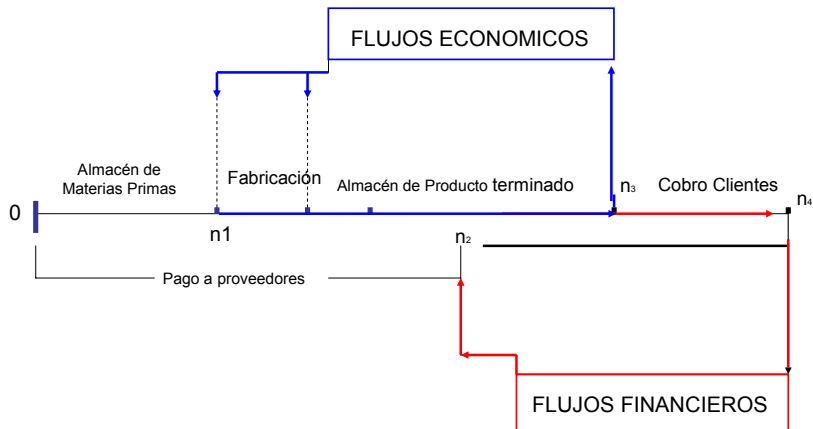 FLUJOS ECONOMICOS
Almacén de
Materias Primas
Fabricación
Almacén de Producto terminado
n3
Cobro Clientes
n4
0
n1
n2
Pago a proveedores
FLUJOS FINANCIEROS